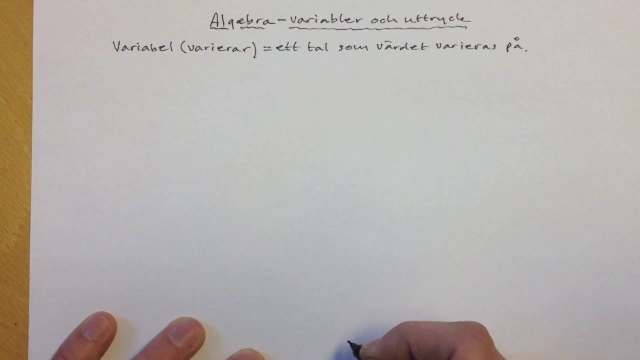 Algebra - variabler och uttryck
Variabel (varierar) = ett tal som värdet varieras på.